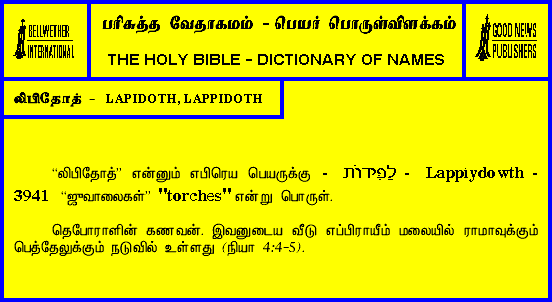 BELLWETHER
INTERNATIONAL
பரிசுத்த வேதாகமம் - பெயர் பொருள்விளக்கம்
THE HOLY BIBLE - DICTIONARY OF NAMES
GOOD NEWS
PUBLISHERS
லிபிதோத் - LAPIDOTH, LAPPIDOTH
“லிபிதோத்” என்னும் எபிரெய பெயருக்கு - לַפִּידוֹת - Lappiydowth -
3941 “ஜுவாலைகள்” "torches" என்று பொருள்.
தெபோராளின் கணவன். இவனுடைய வீடு எப்பிராயீம் மலையில் ராமாவுக்கும்
பெத்தேலுக்கும் நடுவில் உள்ளது (நியா 4:4-5).